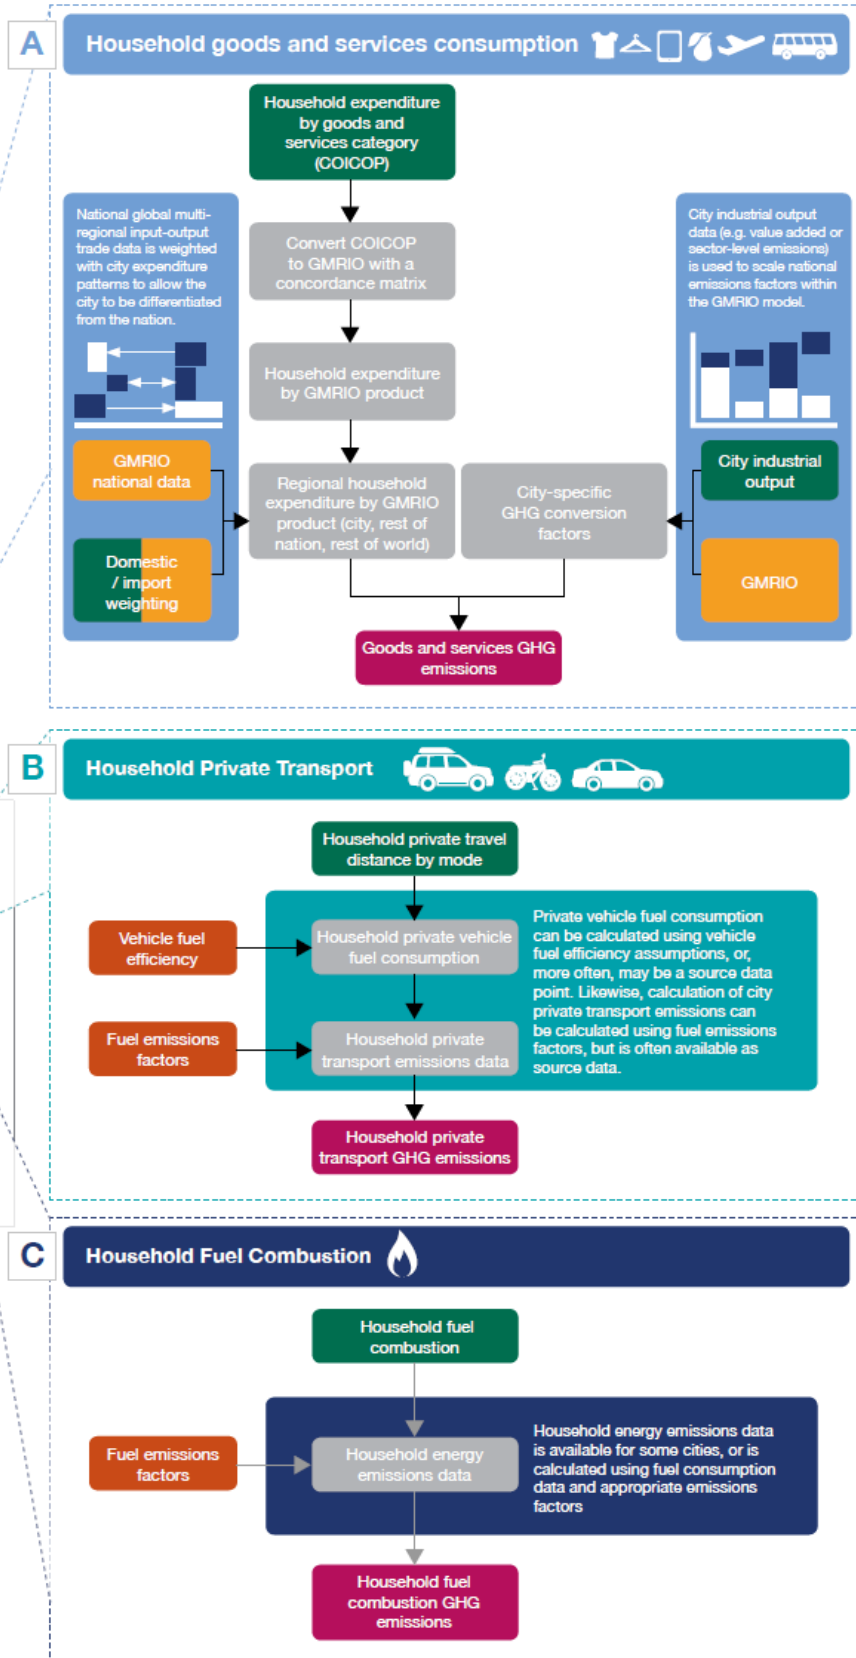 A
Household goods and services consumption
Household expenditure
by goods and
services category
(COICOP)
National global multi-
regional input-output
trade data is weighted
with city expenditure
patterns to allow the
city to be differentiated
from the nation.
Convert COICOP
to GMRIO with a
concordance matrix
City industrial output
data (e.g. value added or
sector-level emissions)
is used to scale national
emissions factors within
the GMRIO model.
Household expenditure
by GMRIO product
GMRIO
national data
Regional household
expenditure by GMRIO
product (city, rest of
nation, rest of world)
City-specific
GHG conversion
factors
City industrial
output
Domestic
/ import
weighting
GMRIO
Goods and services GHG
emissions
B
Household Private Transport
Household private travel
distance by mode
Vehicle fuel
efficiency
Household private vehicle
fuel consumption
Private vehicle fuel consumption
can be calculated using vehicle
fuel efficiency assumptions, or,
more often, may be a source data
point. Likewise, calculation of city
private transport emissions can
be calculated using fuel emissions
factors, but is often available as
source data.
Fuel emissions
factors
Household private
transport emissions data
Household private
transport GHG emissions
C
Household Fuel Combustion
Household fuel
combustion
Fuel emissions
factors
Household energy
emissions data
Household energy emissions data
is available for some cities, or is
calculated using fuel consumption
data and appropriate emissions
factors
Household fuel
combustion GHG
emissions